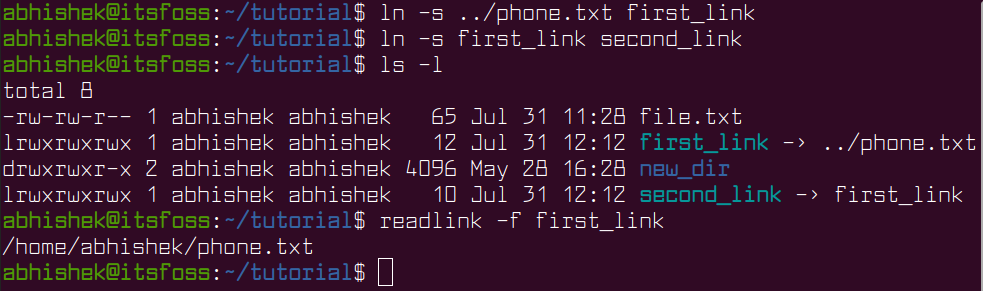 abhishek@itsfoss:~/tutorial$ ln -s ../phone.txt first_link
abhishek@itsfoss:~/tutorial$ ln -s first_link second_link
abhishek@itsfoss:~/tutorial$ ls -l
total 8
-rw-rw-r-- 1 abhishek abhishek   65 Jul 31 11:28 file.txt
lrwxrwxrwx 1 abhishek abhishek   12 Jul 31 12:12 first_link -> ../phone.txt
drwxrwxr-x 2 abhishek abhishek 4096 May 28 16:28 new_dir
lrwxrwxrwx 1 abhishek abhishek   10 Jul 31 12:12 second_link -> first_link
abhishek@itsfoss:~/tutorial$ readlink -f first_link
/home/abhishek/phone.txt
abhishek@itsfoss:~/tutorial$